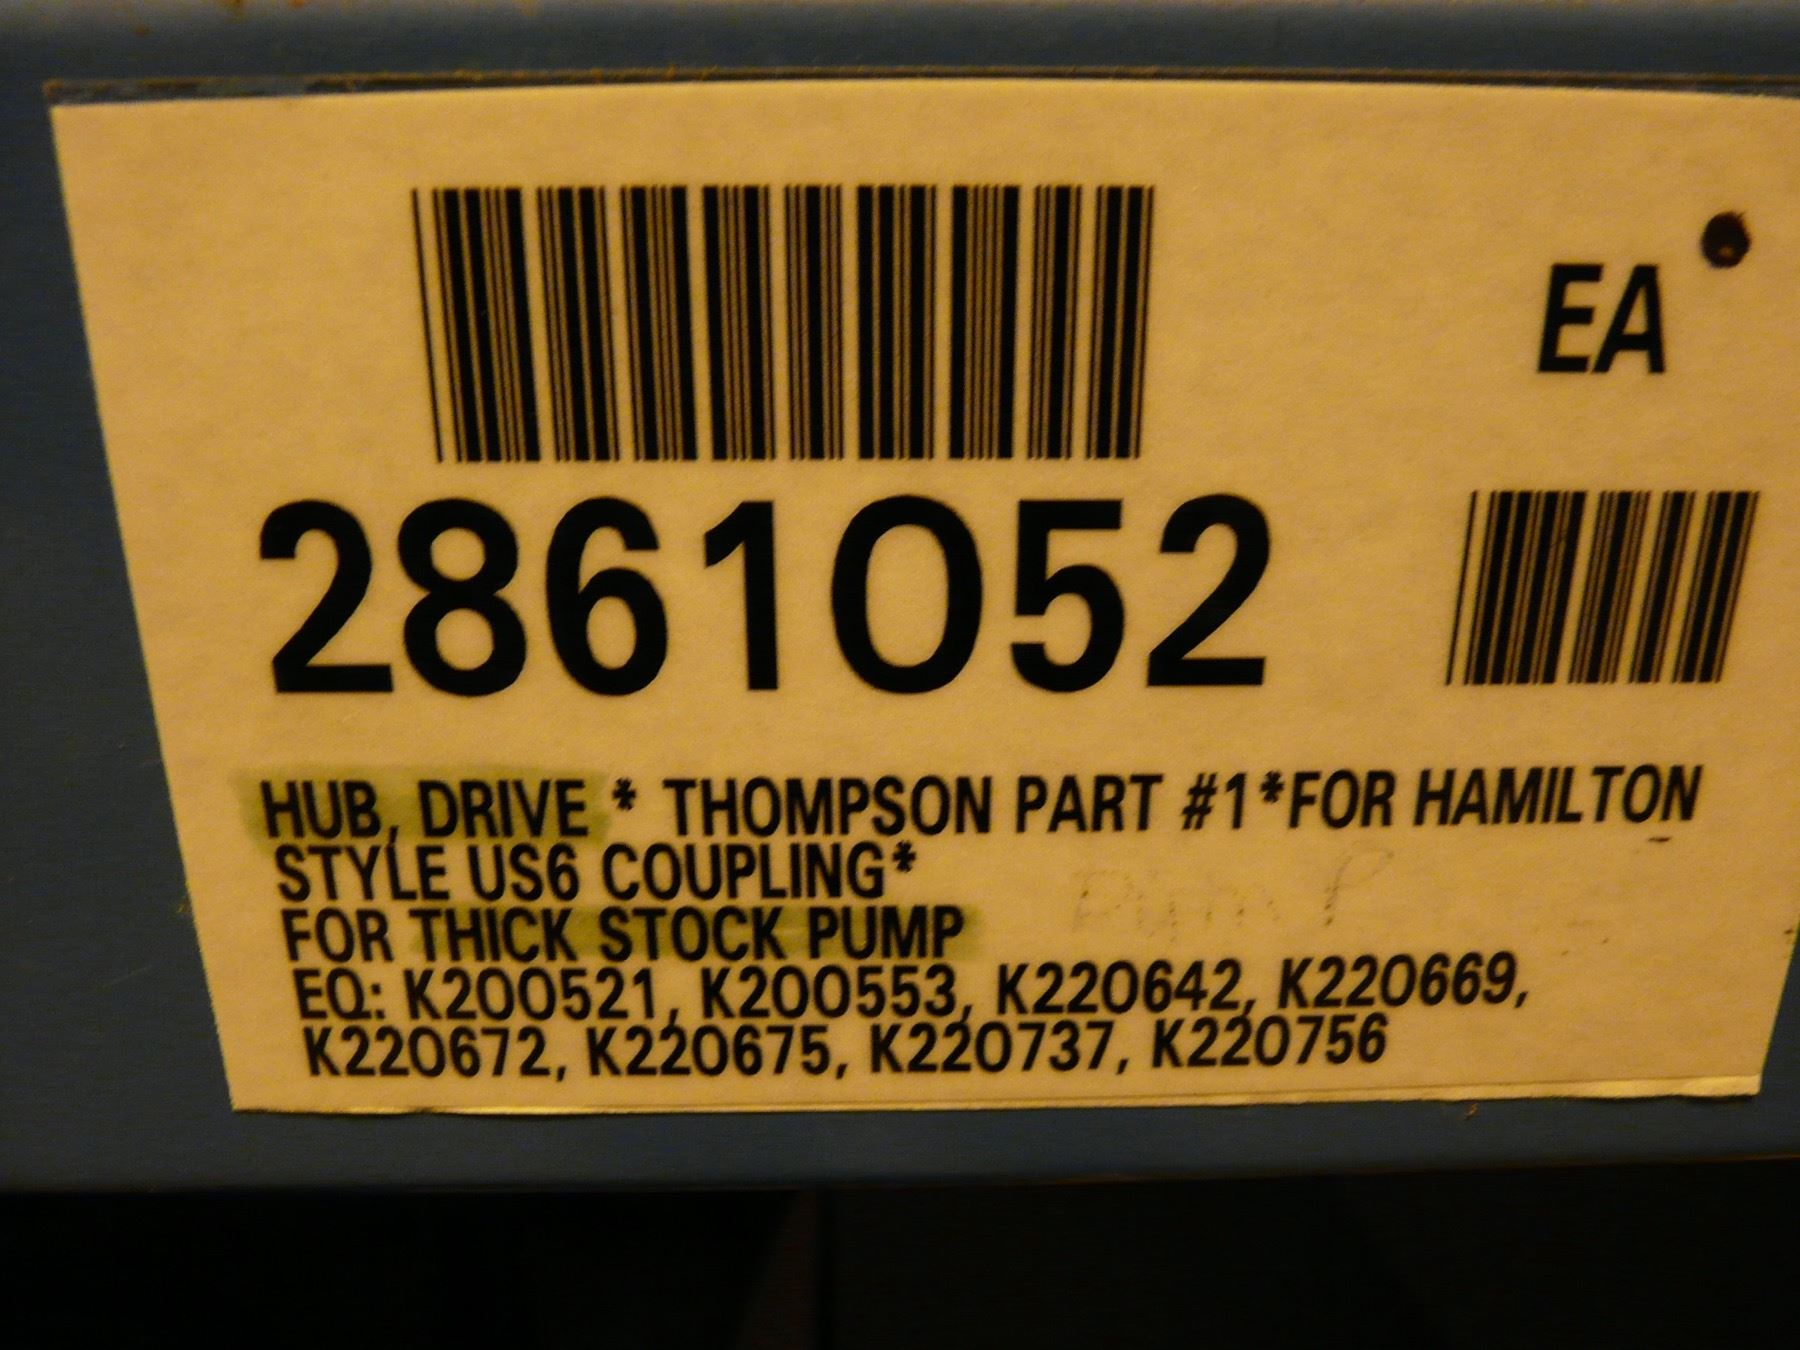 EA
2861052
HUB, DRIVE * THOMPSON PART #1*FOR HAMILTON
STYLE US6 COUPLING*
FOR THICK STOCK PUMP
EQ: K200521, K200553, K220642, K220669,
K220672, K220675, K220737, K220756